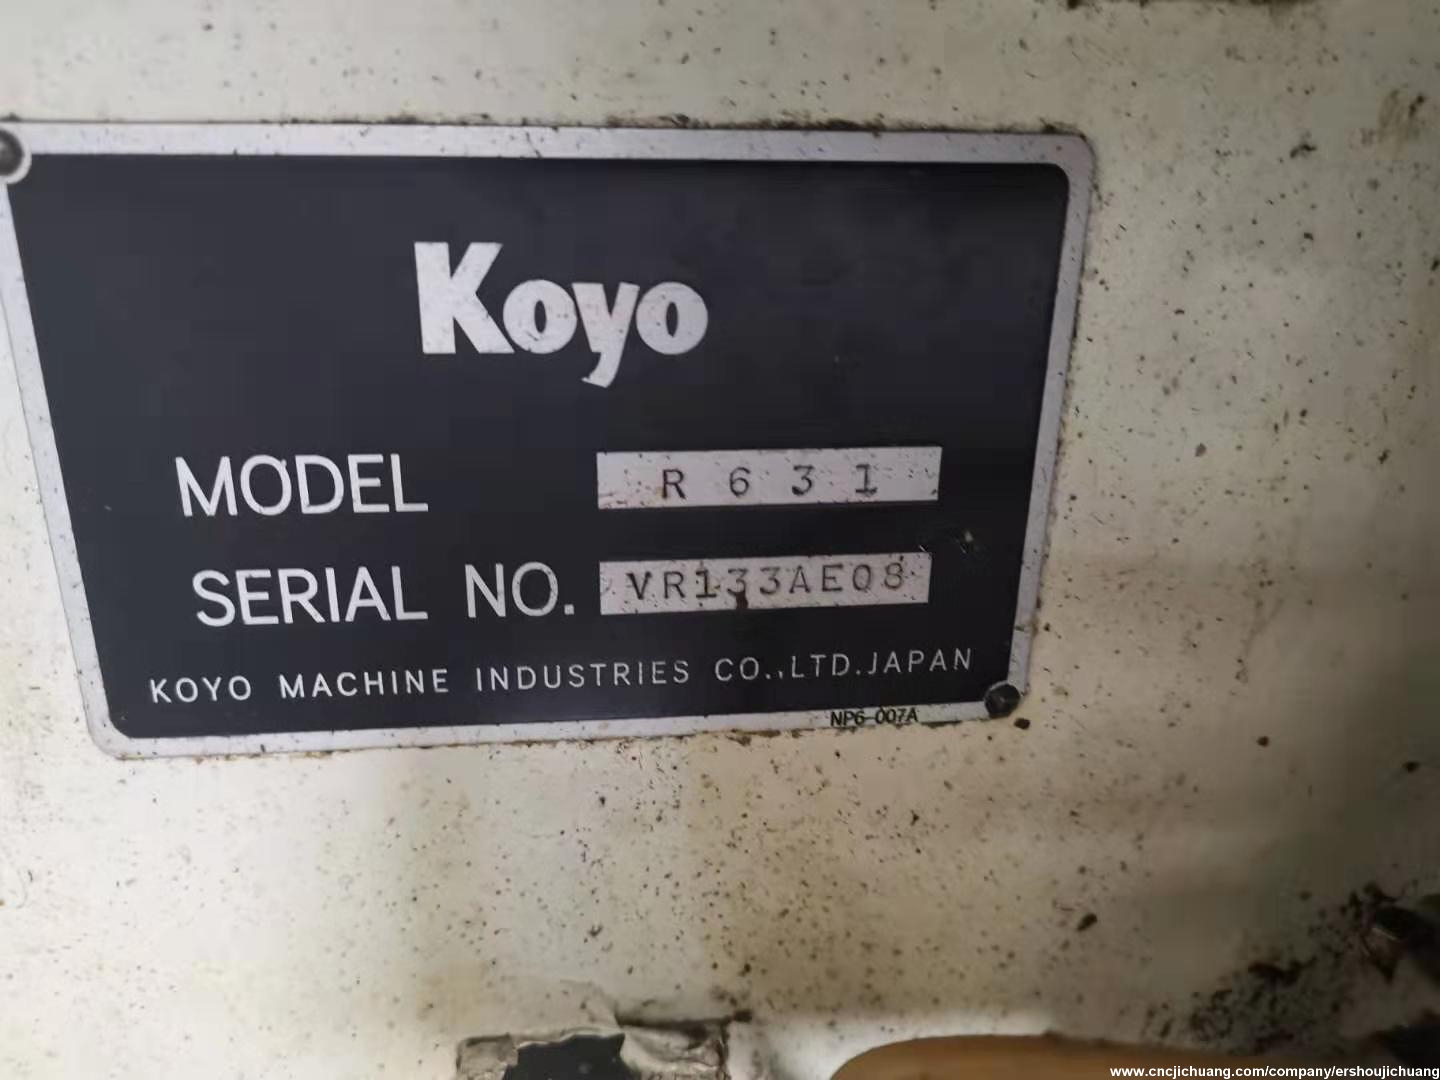 Koyo
MODEL R631
SERIAL NO. VR133AE08
KOYO MACHINE INDUSTRIES CO.,LTD.JAPAN
NP6-007A
www.cncjichuang.com/company/ershoujichuang